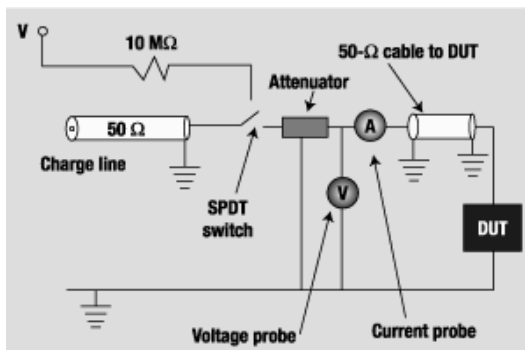 V
10 MΩ
50-Ω cable to DUT
Attenuator
50 Ω
A
Charge line
SPDT
switch
V
DUT
Voltage probe
Current probe